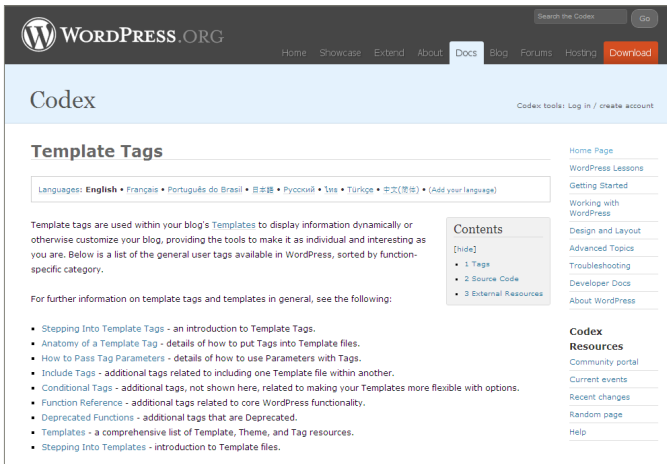 Search the Codex
Go
WORDPRESS.ORG
Home Showcase Extend About Docs Blog Forums Hosting Download
Codex
Codex tools: Log in / create account
Template Tags
Languages: English • Français • Português do Brasil • 日本語 • Русский • ไทย • Türkçe • 中文(简体) • (Add your language)
Template tags are used within your blog's Templates to display information dynamically or
otherwise customize your blog, providing the tools to make it as individual and interesting as
you are. Below is a list of the general user tags available in WordPress, sorted by function-
specific category.
For further information on template tags and templates in general, see the following:
Contents
[hide]
1 Tags
2 Source Code
3 External Resources
Stepping Into Template Tags - an introduction to Template Tags.
Anatomy of a Template Tag - details of how to put Tags into Template files.
How to Pass Tag Parameters - details of how to use Parameters with Tags.
Include Tags - additional tags related to including one Template file within another.
Conditional Tags - additional tags, not shown here, related to making your Templates more flexible with options.
Function Reference - additional tags related to core WordPress functionality.
Deprecated Functions - additional tags that are Deprecated.
Templates - a comprehensive list of Template, Theme, and Tag resources.
Stepping Into Templates - introduction to Template files.
Home Page
WordPress Lessons
Getting Started
Working with
WordPress
Design and Layout
Advanced Topics
Troubleshooting
Developer Docs
About WordPress
Codex
Resources
Community portal
Current events
Recent changes
Random page
Help